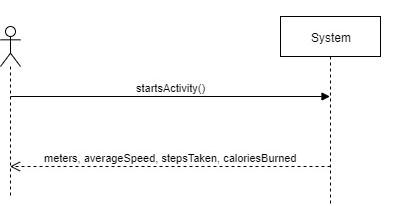 System
startsActivity()
meters, averageSpeed, stepsTaken, caloriesBurned